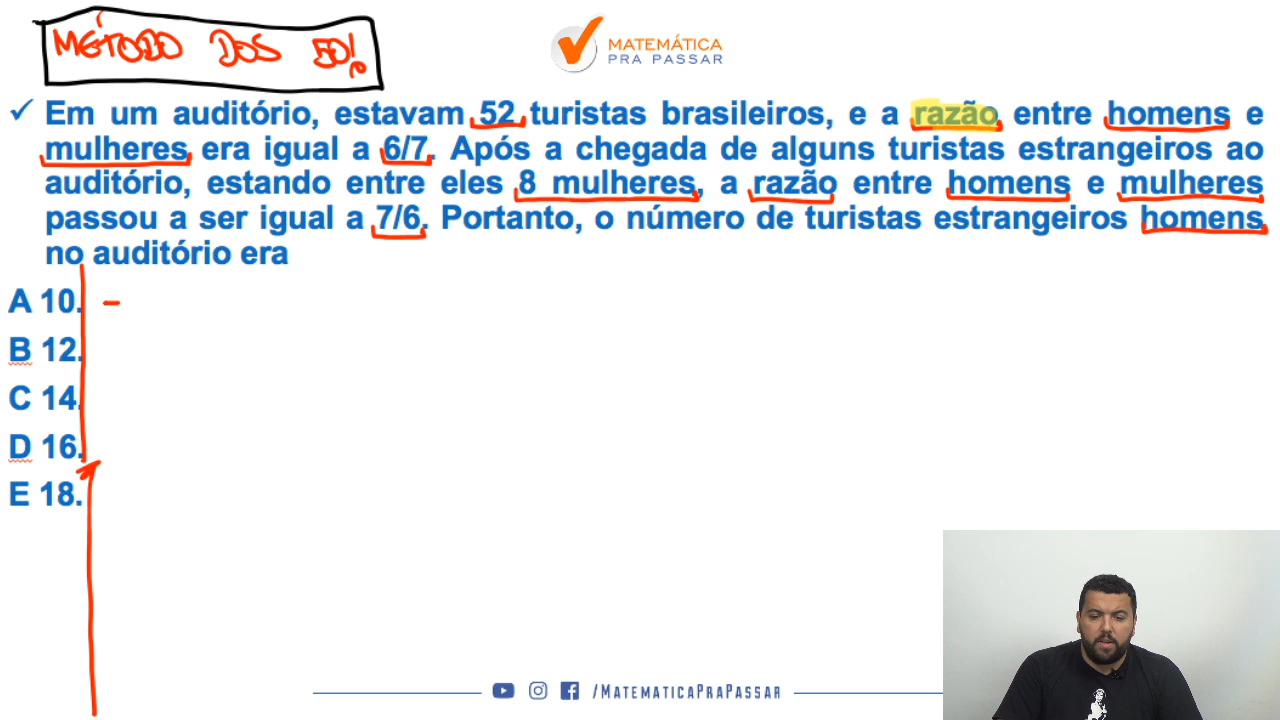 MÉTODO DOS 50!
MATEMÁTICA
PRA PASSAR
✓ Em um auditório, estavam 52 turistas brasileiros, e a razão entre homens e
mulheres era igual a 6/7. Após a chegada de alguns turistas estrangeiros ao
auditório, estando entre eles 8 mulheres, a razão entre homens e mulheres
passou a ser igual a 7/6. Portanto, o número de turistas estrangeiros homens
no auditório era
A 10. -
B 12.
C 14.
D 16.
E 18.
/MATEMATICAPRAPASSAR